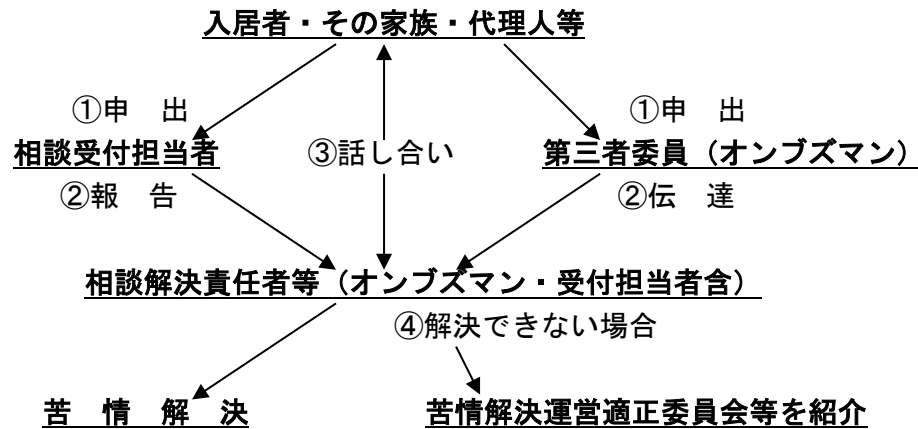 入居者・その家族・代理人等
①申　出
①申　出
相談受付担当者
③話し合い
第三者委員（オンブズマン）
②報　告
②伝　達
相談解決責任者等（オンブズマン・受付担当者含）
④解決できない場合
苦　情　解　決
苦情解決運営適正委員会等を紹介